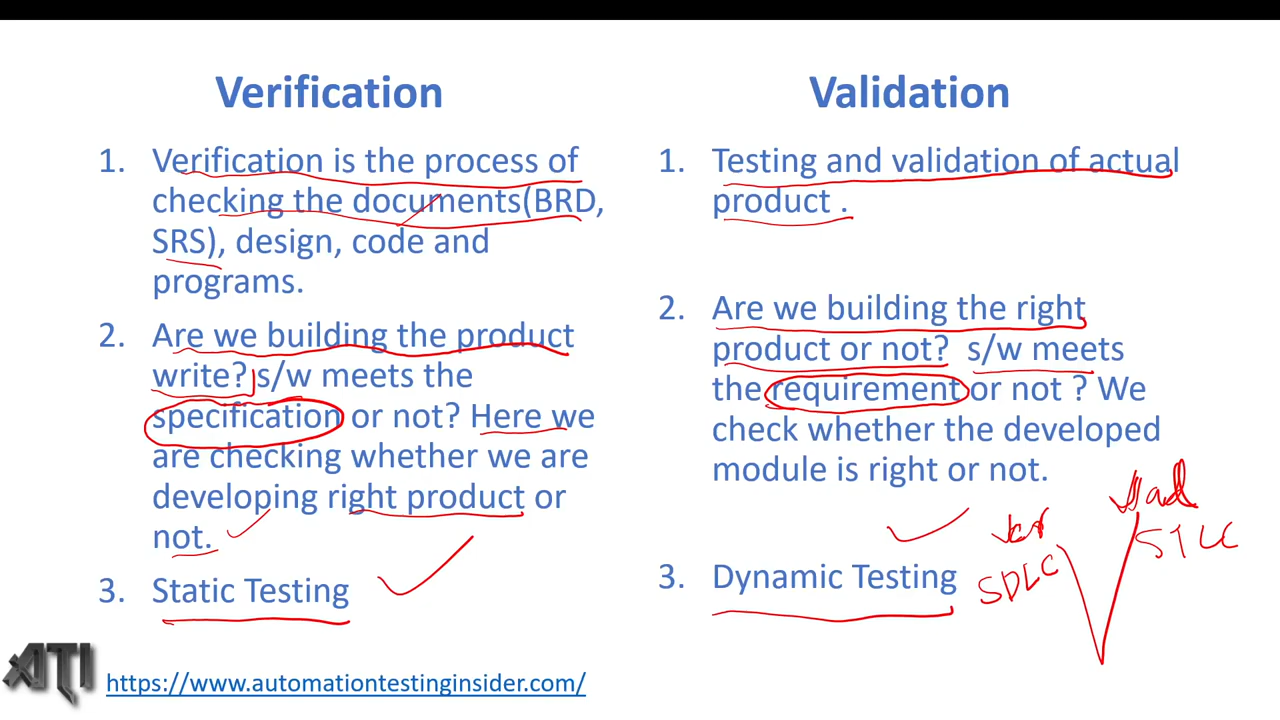 Verification
1. Verification is the process of
checking the documents(BRD,
SRS), design, code and
programs.
2. Are we building the product
write? s/w meets the
specification or not? Here we
are checking whether we are
developing right product or
not.
3. Static Testing
Validation
1. Testing and validation of actual
product .
2. Are we building the right
product or not? s/w meets
the requirement or not ? We
check whether the developed
module is right or not.
3. Dynamic Testing
SDLC
STLC
ATI
https://www.automationtestinginsider.com/